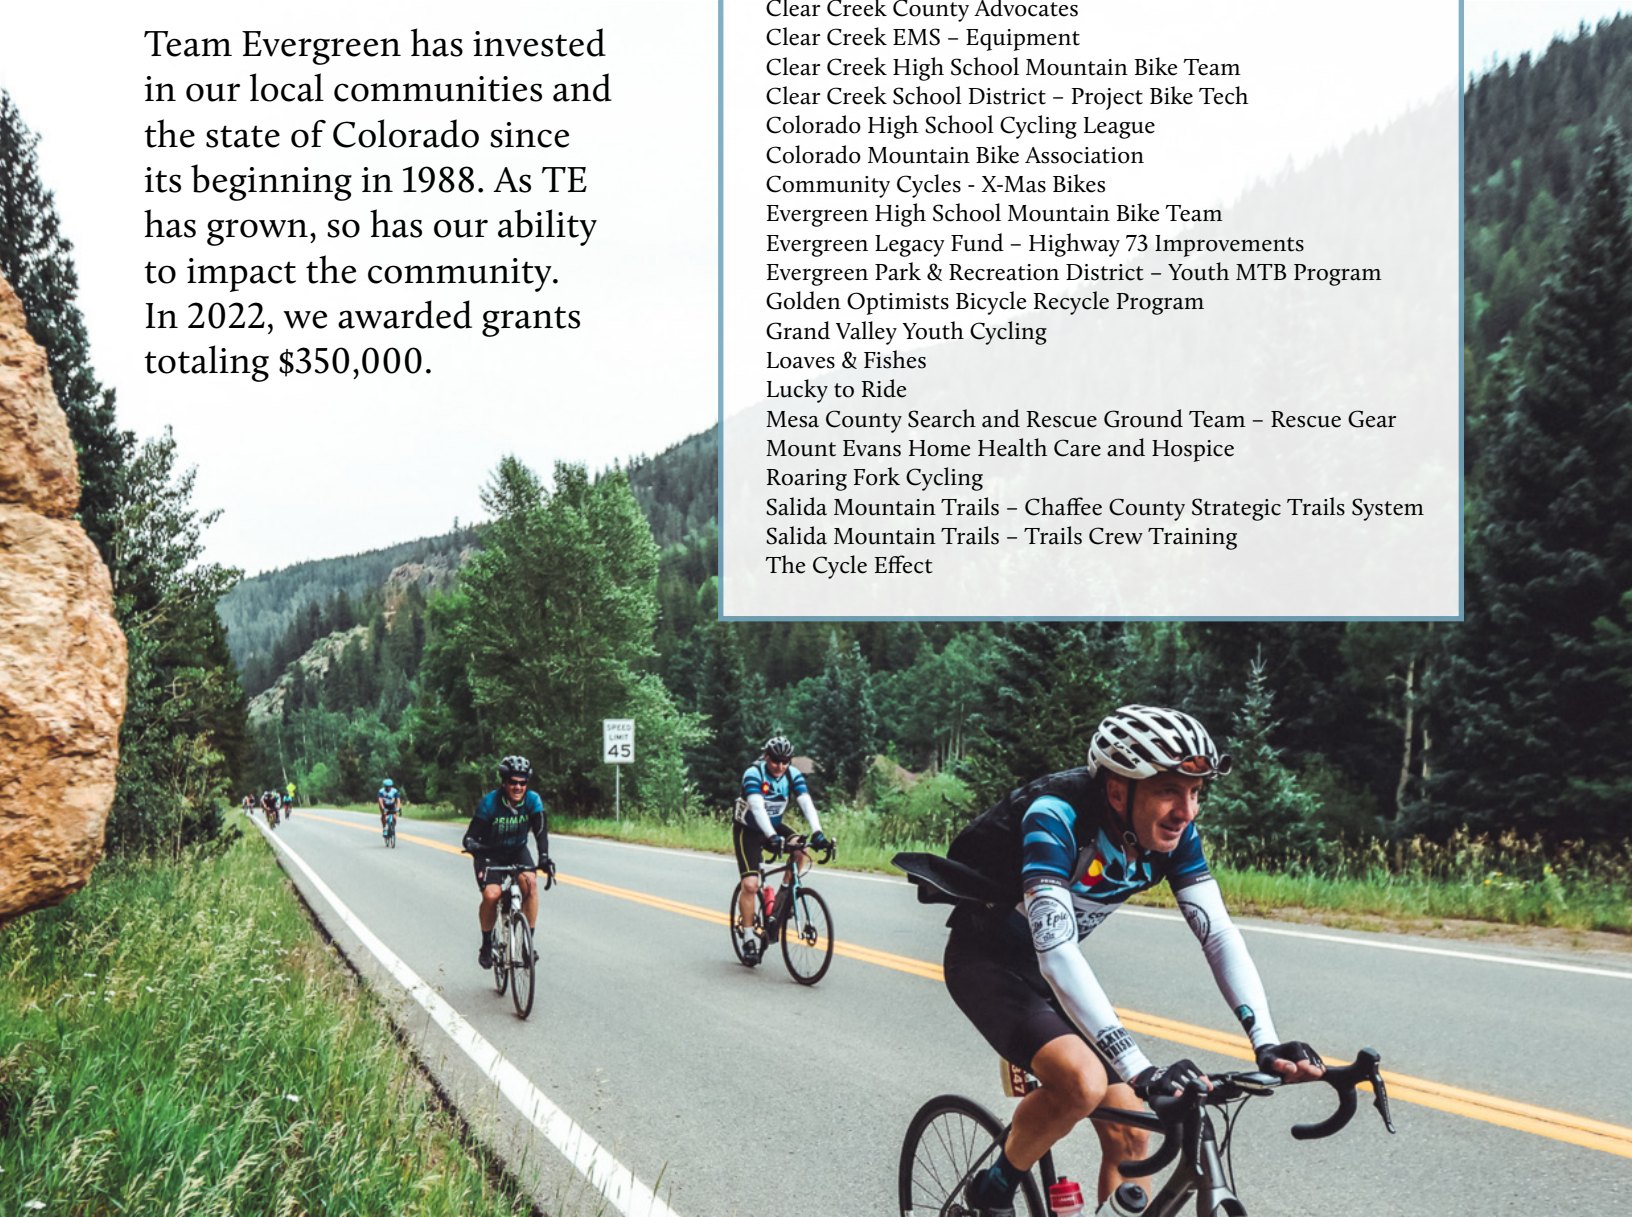 Team Evergreen has invested
in our local communities and
the state of Colorado since
its beginning in 1988. As TE
has grown, so has our ability
to impact the community.
In 2022, we awarded grants
totaling $350,000.
Clear Creek County Advocates
Clear Creek EMS – Equipment
Clear Creek High School Mountain Bike Team
Clear Creek School District – Project Bike Tech
Colorado High School Cycling League
Colorado Mountain Bike Association
Community Cycles - X-Mas Bikes
Evergreen High School Mountain Bike Team
Evergreen Legacy Fund – Highway 73 Improvements
Evergreen Park & Recreation District – Youth MTB Program
Golden Optimists Bicycle Recycle Program
Grand Valley Youth Cycling
Loaves & Fishes
Lucky to Ride
Mesa County Search and Rescue Ground Team – Rescue Gear
Mount Evans Home Health Care and Hospice
Roaring Fork Cycling
Salida Mountain Trails – Chaffee County Strategic Trails System
Salida Mountain Trails – Trails Crew Training
The Cycle Effect
SPEED
LIMIT
45
PRIMAL
Epic
347